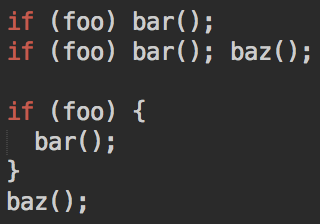 if (foo) bar();
if (foo) bar(); baz();

if (foo) {
  bar();
}
baz();